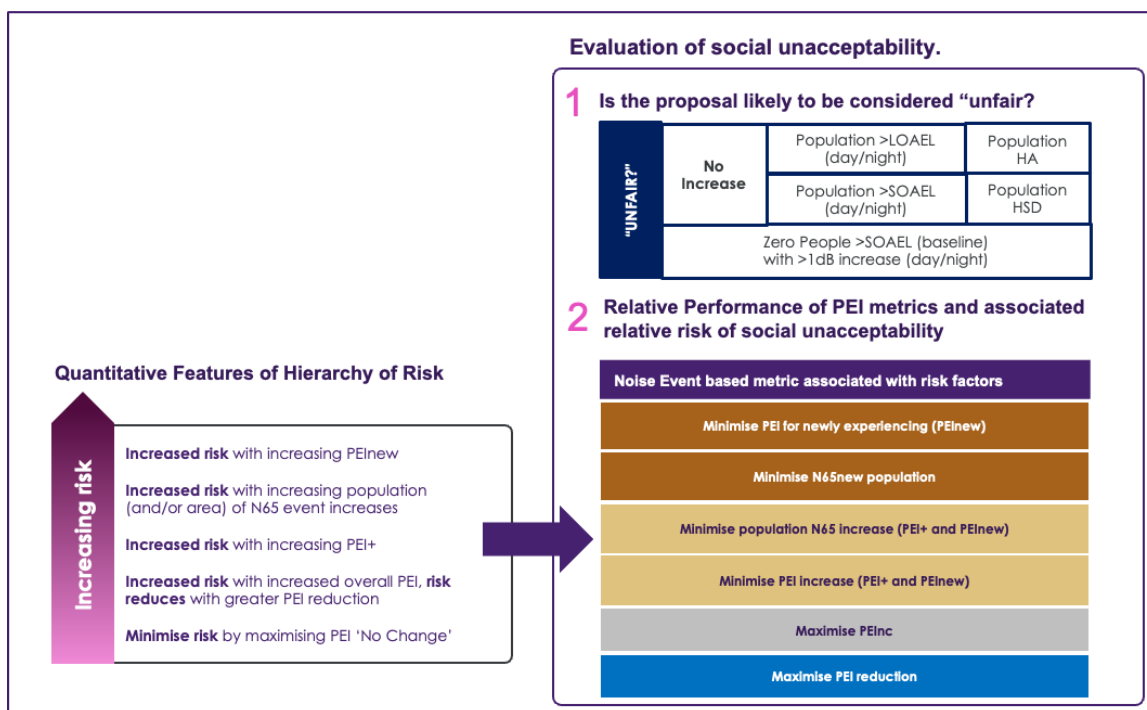 Evaluation of social unacceptability.
1
Is the proposal likely to be considered “unfair?
"UNFAIR?"
No
Increase
Population >LOAEL
(day/night)
Population
HA
Population >SOAEL
(day/night)
Population
HSD
Zero People >SOAEL (baseline)
with >1dB increase (day/night)
2
Relative Performance of PEI metrics and associated
relative risk of social unacceptability
Quantitative Features of Hierarchy of Risk
Increasing risk
Increased risk with increasing PEInew
Increased risk with increasing population
(and/or area) of N65 event increases
Increased risk with increasing PEI+
Increased risk with increased overall PEI, risk
reduces with greater PEI reduction
Minimise risk by maximising PEI ‘No Change’
Noise Event based metric associated with risk factors
Minimise PEI for newly experiencing (PEInew)
Minimise N65new population
Minimise population N65 increase (PEI+ and PEInew)
Minimise PEI increase (PEI+ and PEInew)
Maximise PEInc
Maximise PEI reduction